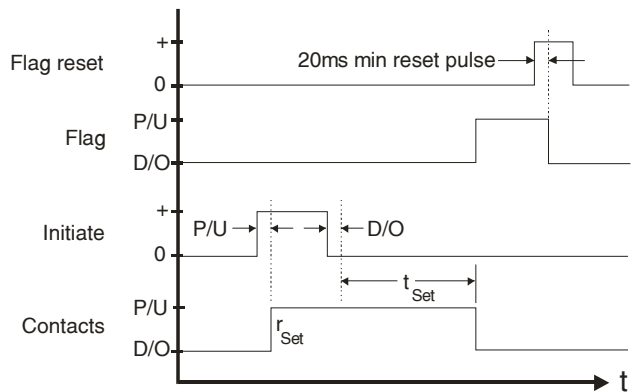 +
Flag reset
20ms min reset pulse
0
P/U
Flag
D/O
+
Initiate
P/U
D/O
0
t Set
P/U
Contacts
r Set
D/O
t